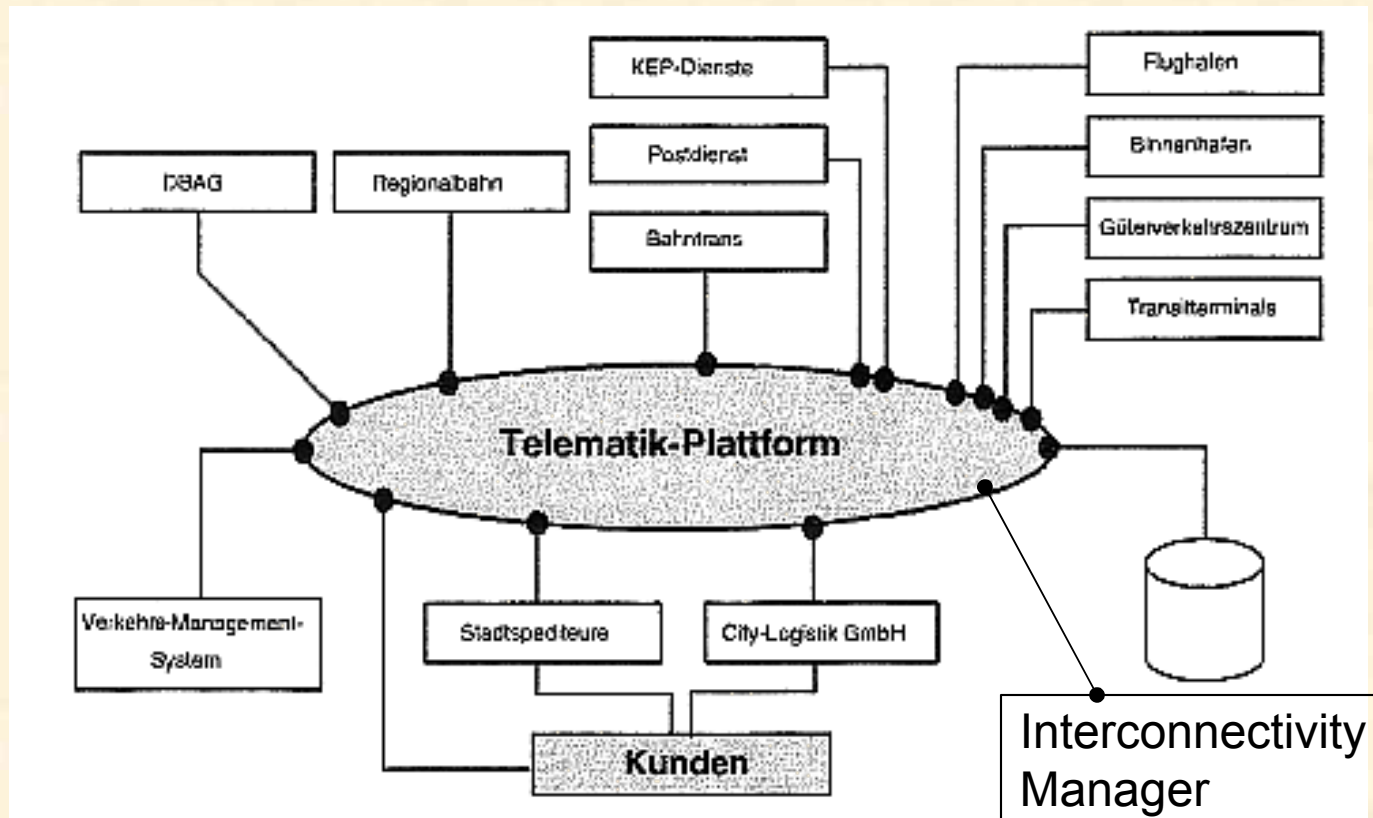 KEP-Dienste
Flughafen
Postdienst
Binnenhafen
DBAG
Regionalbahn
Bahntrans
Güterverkehrszentrum
Transitterminals
Telematik-Plattform
Verkehrs-Management-
System
Stadtspediteure
City-Logistik GmbH
Kunden
Interconnectivity
Manager